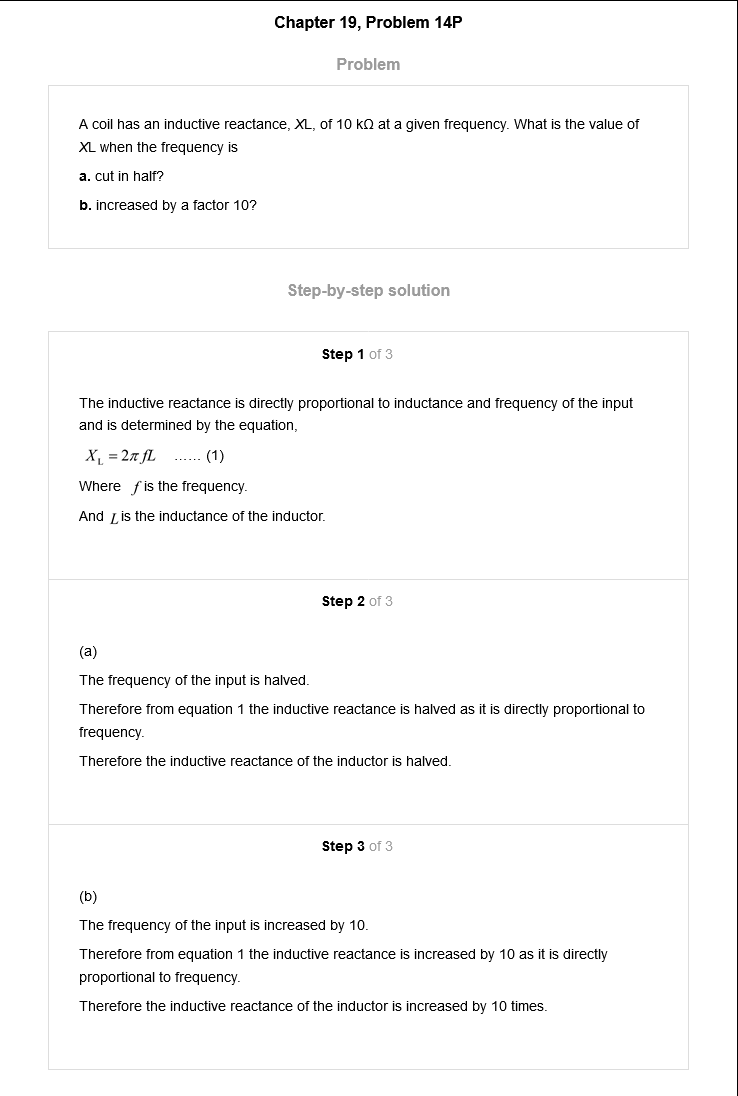 Chapter 19, Problem 14P
Problem
A coil has an inductive reactance, XL, of 10 kΩ at a given frequency. What is the value of
XL when the frequency is
a. cut in half?
b. increased by a factor 10?
Step-by-step solution
Step 1 of 3
The inductive reactance is directly proportional to inductance and frequency of the input
and is determined by the equation,
X_L = 2π fL ...... (1)
Where f is the frequency.
And L is the inductance of the inductor.
Step 2 of 3
(a)
The frequency of the input is halved.
Therefore from equation 1 the inductive reactance is halved as it is directly proportional to
frequency.
Therefore the inductive reactance of the inductor is halved.
Step 3 of 3
(b)
The frequency of the input is increased by 10.
Therefore from equation 1 the inductive reactance is increased by 10 as it is directly
proportional to frequency.
Therefore the inductive reactance of the inductor is increased by 10 times.